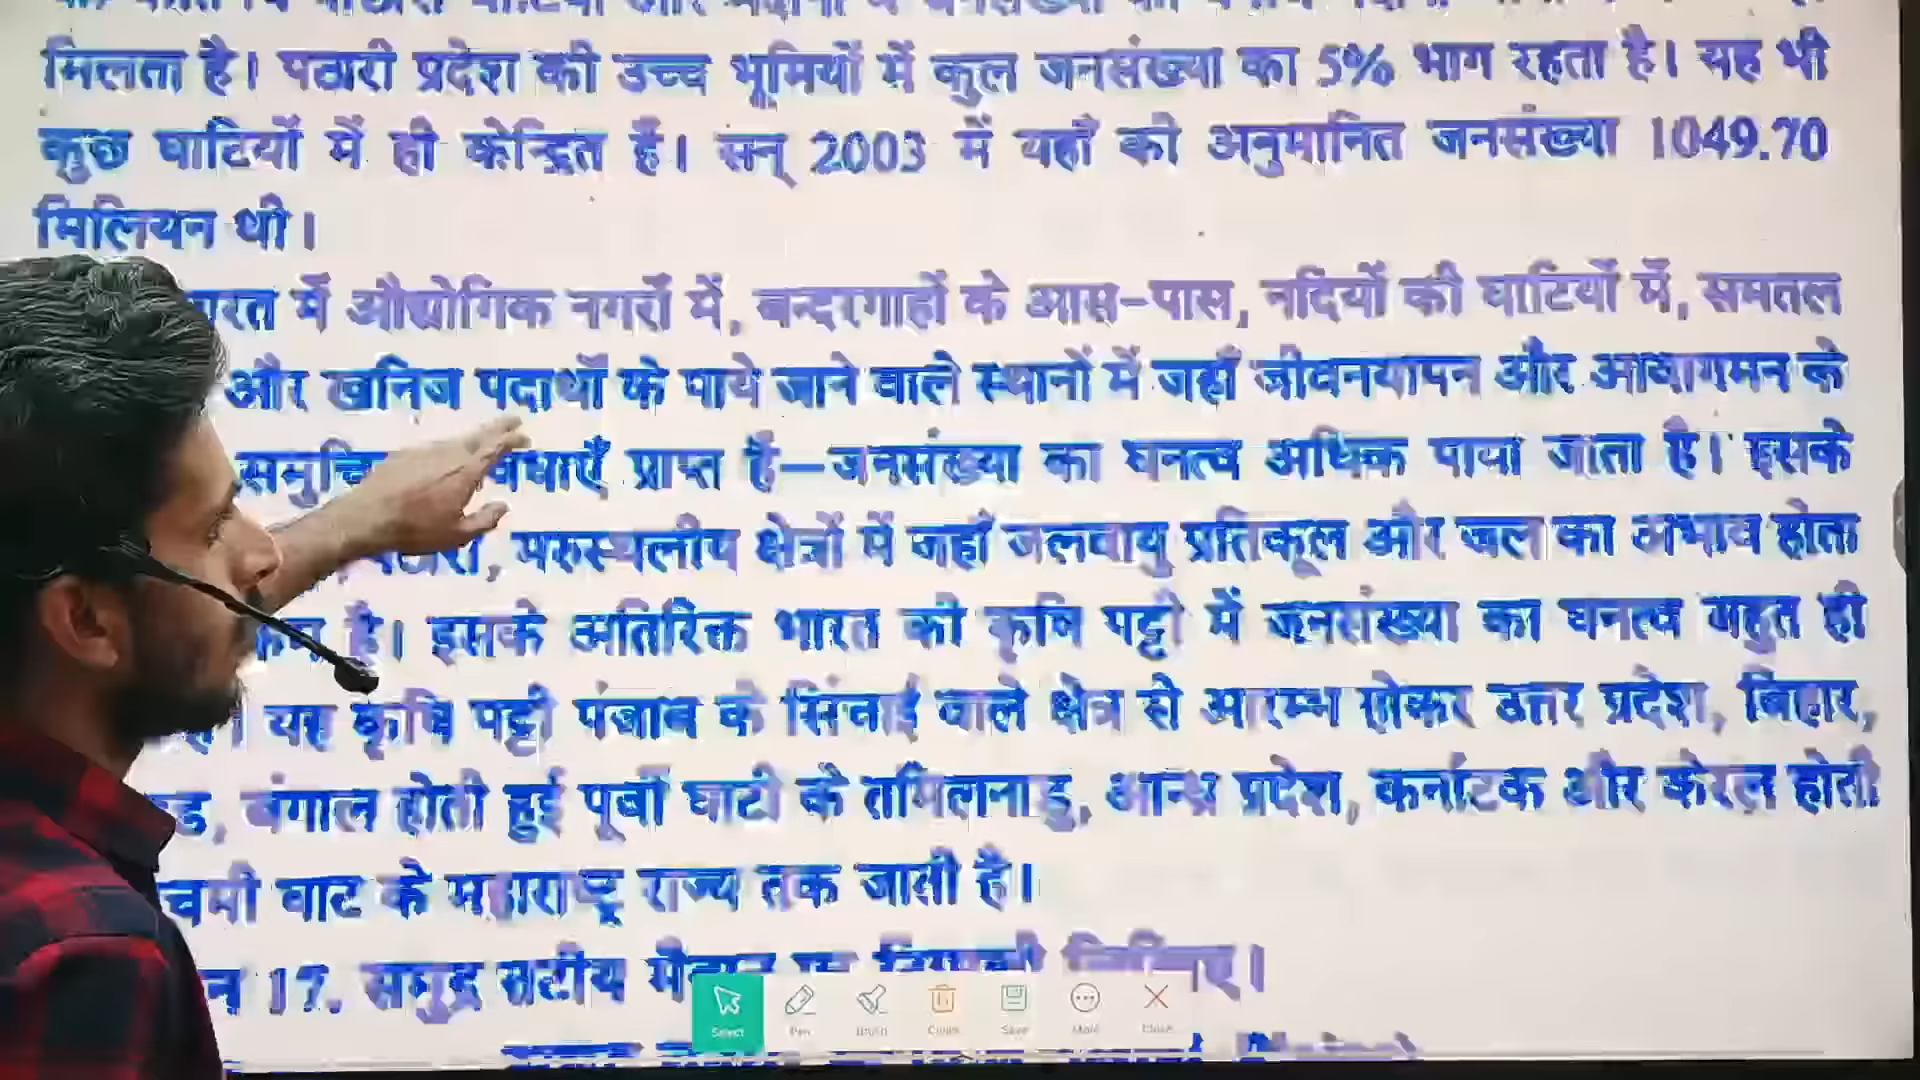 मिलता है। पठारी प्रदेश की उच्च भूमियों में कुल जनसंख्या का 5% भाग रहता है। यह भी
कुछ घाटियों में ही केन्द्रित है। सन् 2003 में यहाँ की अनुमानित जनसंख्या 1049.70
मिलियन थी।
रत में औद्योगिक नगरों में, बन्दरगाहों के आस-पास, नदियों की घाटियों में, समतल
और खनिज पदार्थों के पाये जाने वाले स्थानों में जहाँ जीवनयापन और आवागमन के
प्राप्त हैं—जनसंख्या का घनत्व अधिक पाया जाता है। इसके
मरुस्थलीय क्षेत्रों में जहाँ जलवायु प्रतिकूल और जल का अभाव होता
कम है। इसके अतिरिक्त भारत की कृषि पट्टी में जनसंख्या का घनत्व बहुत ही
है। यह कृषि पट्टी पंजाब के सिंचाई वाले क्षेत्र से आरम्भ होकर उत्तर प्रदेश, बिहार,
ड, बंगाल होती हुई पूर्वी घाटी के तमिलनाडु, आन्ध्र प्रदेश, कर्नाटक और केरल होती
चमी घाट के महाराष्ट्र राज्य तक जाती है।
न 17. समुद्र तटीय
Select Pen Brush Clean Save More Close